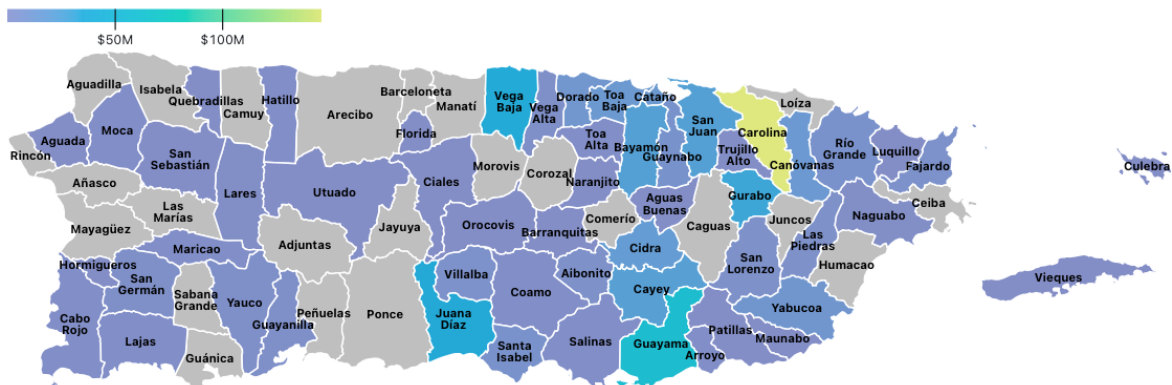 $50M
$100M
Aguadilla
Isabela
Quebradillas
Camuy
Hatillo
Arecibo
Barceloneta
Manatí
Florida
Vega
Baja
Vega
Alta
Dorado
Toa
Baja
Cataño
San
Juan
Carolina
Loíza
Rincón
Aguada
Moca
San
Sebastián
Lares
Utuado
Ciales
Morovis
Corozal
Toa
Alta
Naranjito
Bayamón
Guaynabo
Trujillo
Alto
Canóvanas
Río
Grande
Luquillo
Fajardo
Culebra
Añasco
Las
Marías
Mayagüez
Maricao
Adjuntas
Jayuya
Orocovis
Barranquitas
Comerío
Aguas
Buenas
Caguas
Gurabo
Juncos
Las
Piedras
Naguabo
Ceiba
Humacao
Hormigueros
San
Germán
Sabana
Grande
Yauco
Guayanilla
Peñuelas
Ponce
Villalba
Juana
Díaz
Coamo
Aibonito
Cidra
Cayey
San
Lorenzo
Yabucoa
Vieques
Cabo
Rojo
Lajas
Guánica
Santa
Isabel
Salinas
Guayama
Arroyo
Patillas
Maunabo